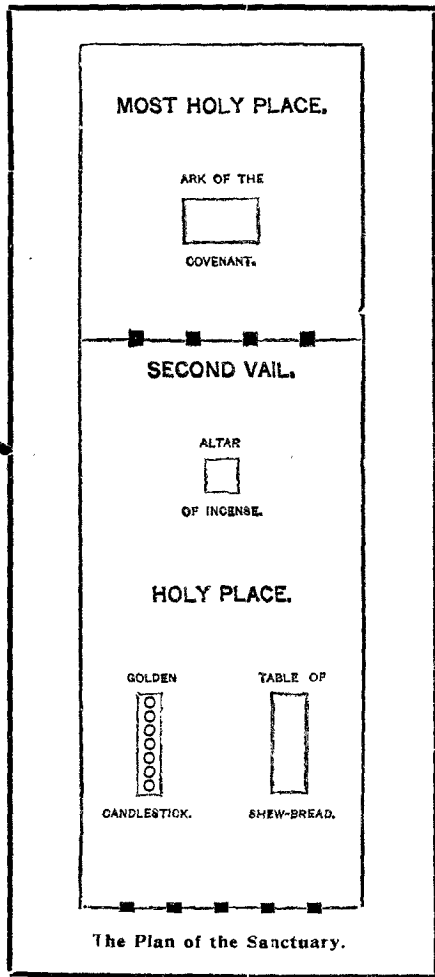 MOST HOLY PLACE.
ARK OF THE
COVENANT.
SECOND VAIL.
ALTAR
OF INCENSE.
HOLY PLACE.
GOLDEN
CANDLESTICK.
TABLE OF
SHEW-BREAD.
The Plan of the Sanctuary.